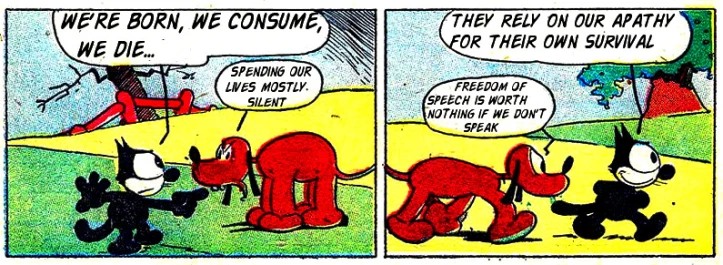 WE'RE BORN, WE CONSUME,
WE DIE...
SPENDING OUR
LIVES MOSTLY.
SILENT
THEY RELY ON OUR APATHY
FOR THEIR OWN SURVIVAL
FREEDOM OF
SPEECH IS WORTH
NOTHING IF WE DON'T
SPEAK